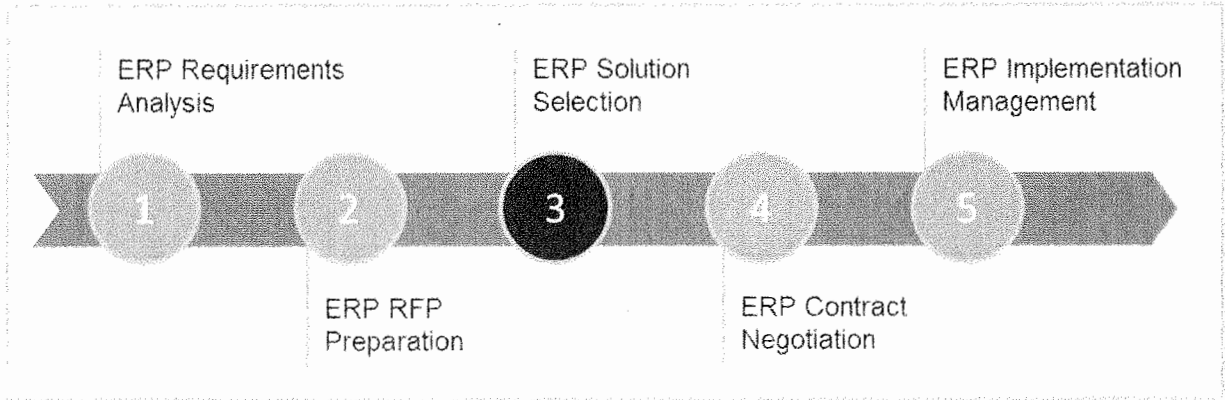 ERP Requirements
Analysis
ERP Solution
Selection
ERP Implementation
Management
1
2
3
4
5
ERP RFP
Preparation
ERP Contract
Negotiation